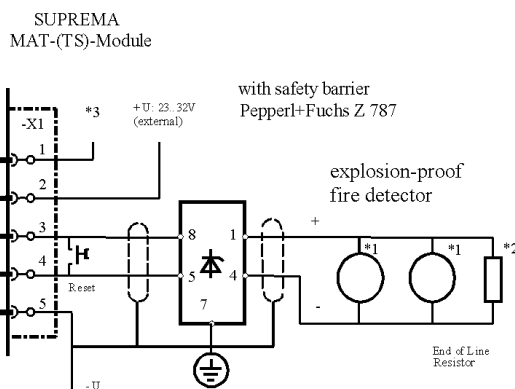 SUPREMA
MAT-(TS)-Module
with safety barrier
Pepperl+Fuchs Z 787
+U: 23..32V
(external)
*3
-X1
1
2
3
4
5
Reset
8
1
5
4
7
explosion-proof
fire detector
+
-
*1
*1
*2
End of Line
Resistor
-U